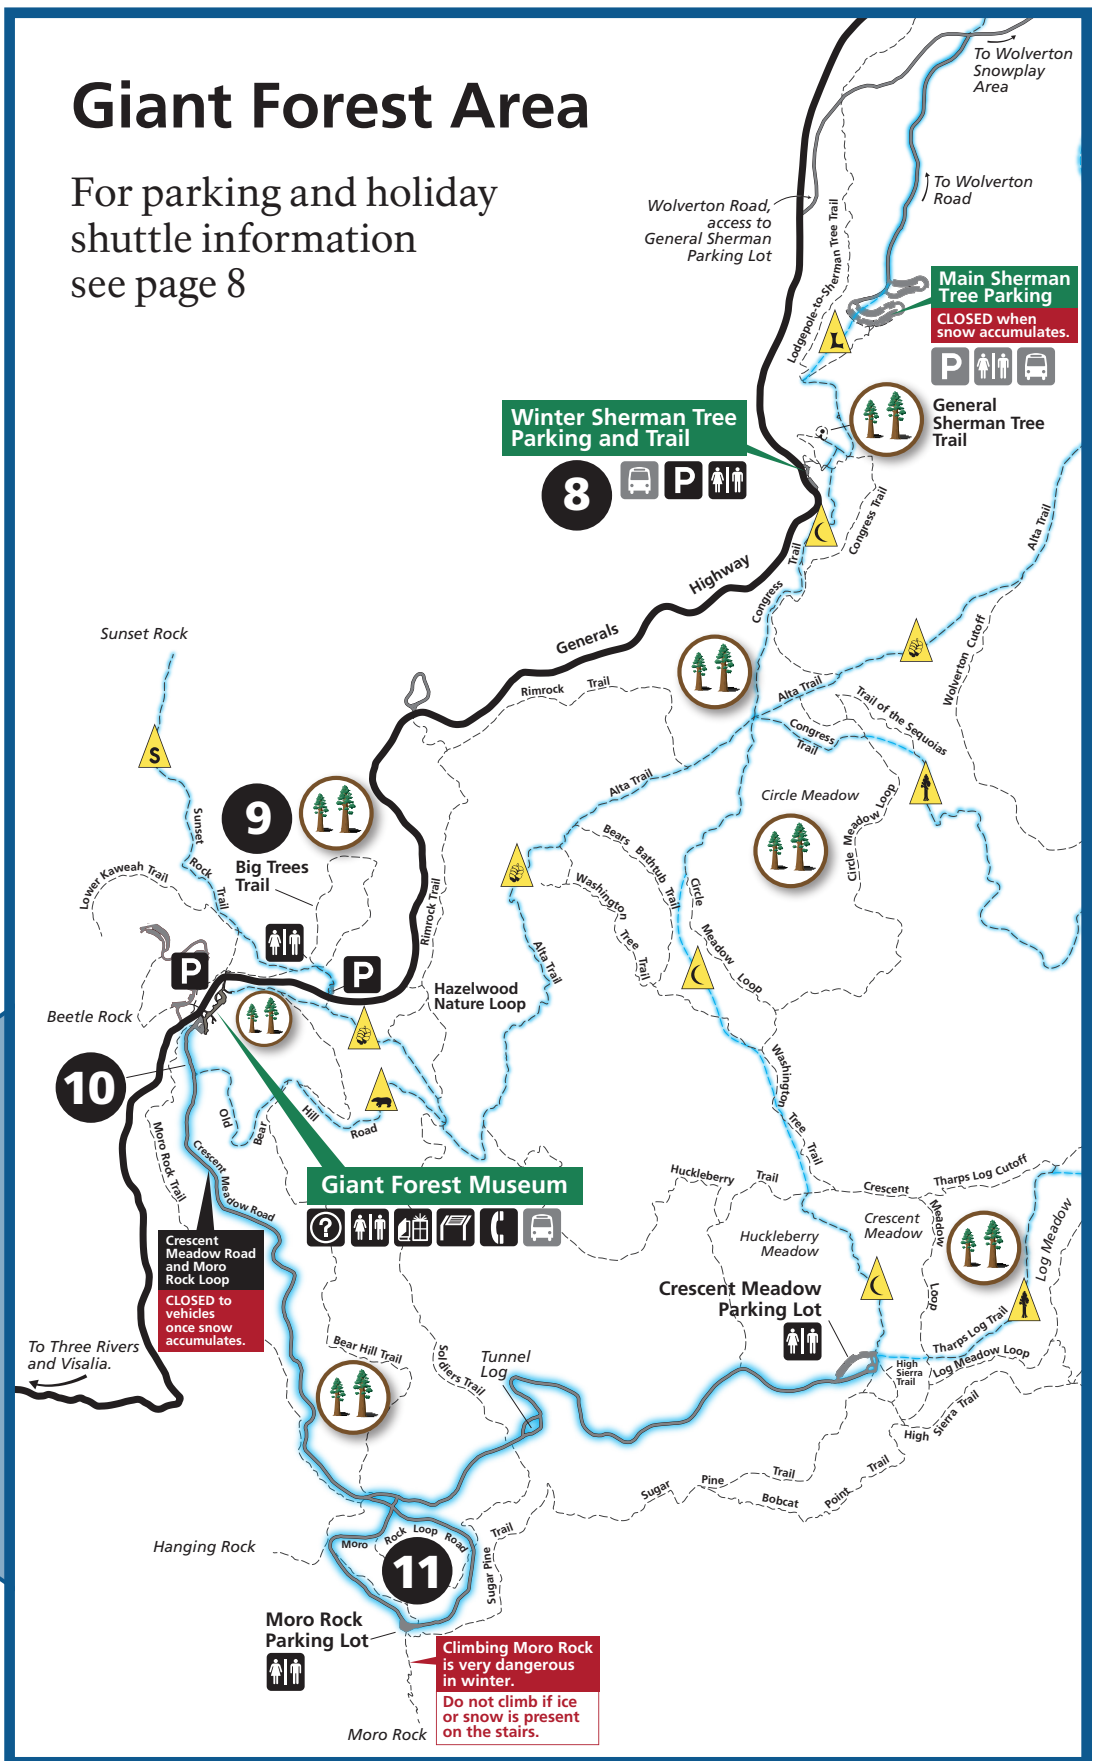 Giant Forest Area
For parking and holiday
shuttle information
see page 8
To Wolverton
Snowplay
Area
To Wolverton
Road
Wolverton Road,
access to
General Sherman
Parking Lot
Lodgepole-to-Sherman Tree Trail
Main Sherman
Tree Parking
CLOSED when
snow accumulates.
L
P
General
Sherman Tree
Trail
Winter Sherman Tree
Parking and Trail
8
P
Congress Trail
Alta Trail
Congress
Trail
Generals
Highway
Sunset Rock
Rimrock
Trail
Alta Trail
Wolverton Cutoff
Trail of the Sequoias
Congress
Trail
S
Alta Trail
Circle Meadow
Circle Meadow Loop
9
Big Trees
Trail
Sunset
Rock
Trail
Lower Kaweah Trail
Rimrock Trail
Bears
Bathtub
Trail
Washington
Tree
Trail
Circle
Meadow
Loop
Alta Trail
P
P
Hazelwood
Nature Loop
Beetle Rock
10
Old
Bear
Hill
Road
Washington
Tree
Trail
Moro Rock Trail
Crescent
Meadow Road
Giant Forest Museum
?
Huckleberry
Trail
Crescent
Meadow
Loop
Tharps Log Cutoff
Crescent
Meadow
Log Meadow
Huckleberry
Meadow
Crescent
Meadow Road
and Moro
Rock Loop
CLOSED to
vehicles
once snow
accumulates.
Crescent Meadow
Parking Lot
To Three Rivers
and Visalia.
Bear Hill Trail
Soldiers Trail
Tunnel
Log
Tharps Log Trail
Log Meadow Loop
High
Sierra
Trail
High
Sierra Trail
Sugar
Pine
Trail
Bobcat
Point
Trail
Hanging Rock
Moro
Rock
Loop
Road
11
Sugar Pine
Trail
Moro Rock
Parking Lot
Climbing Moro Rock
is very dangerous
in winter.
Do not climb if ice
or snow is present
on the stairs.
Moro Rock